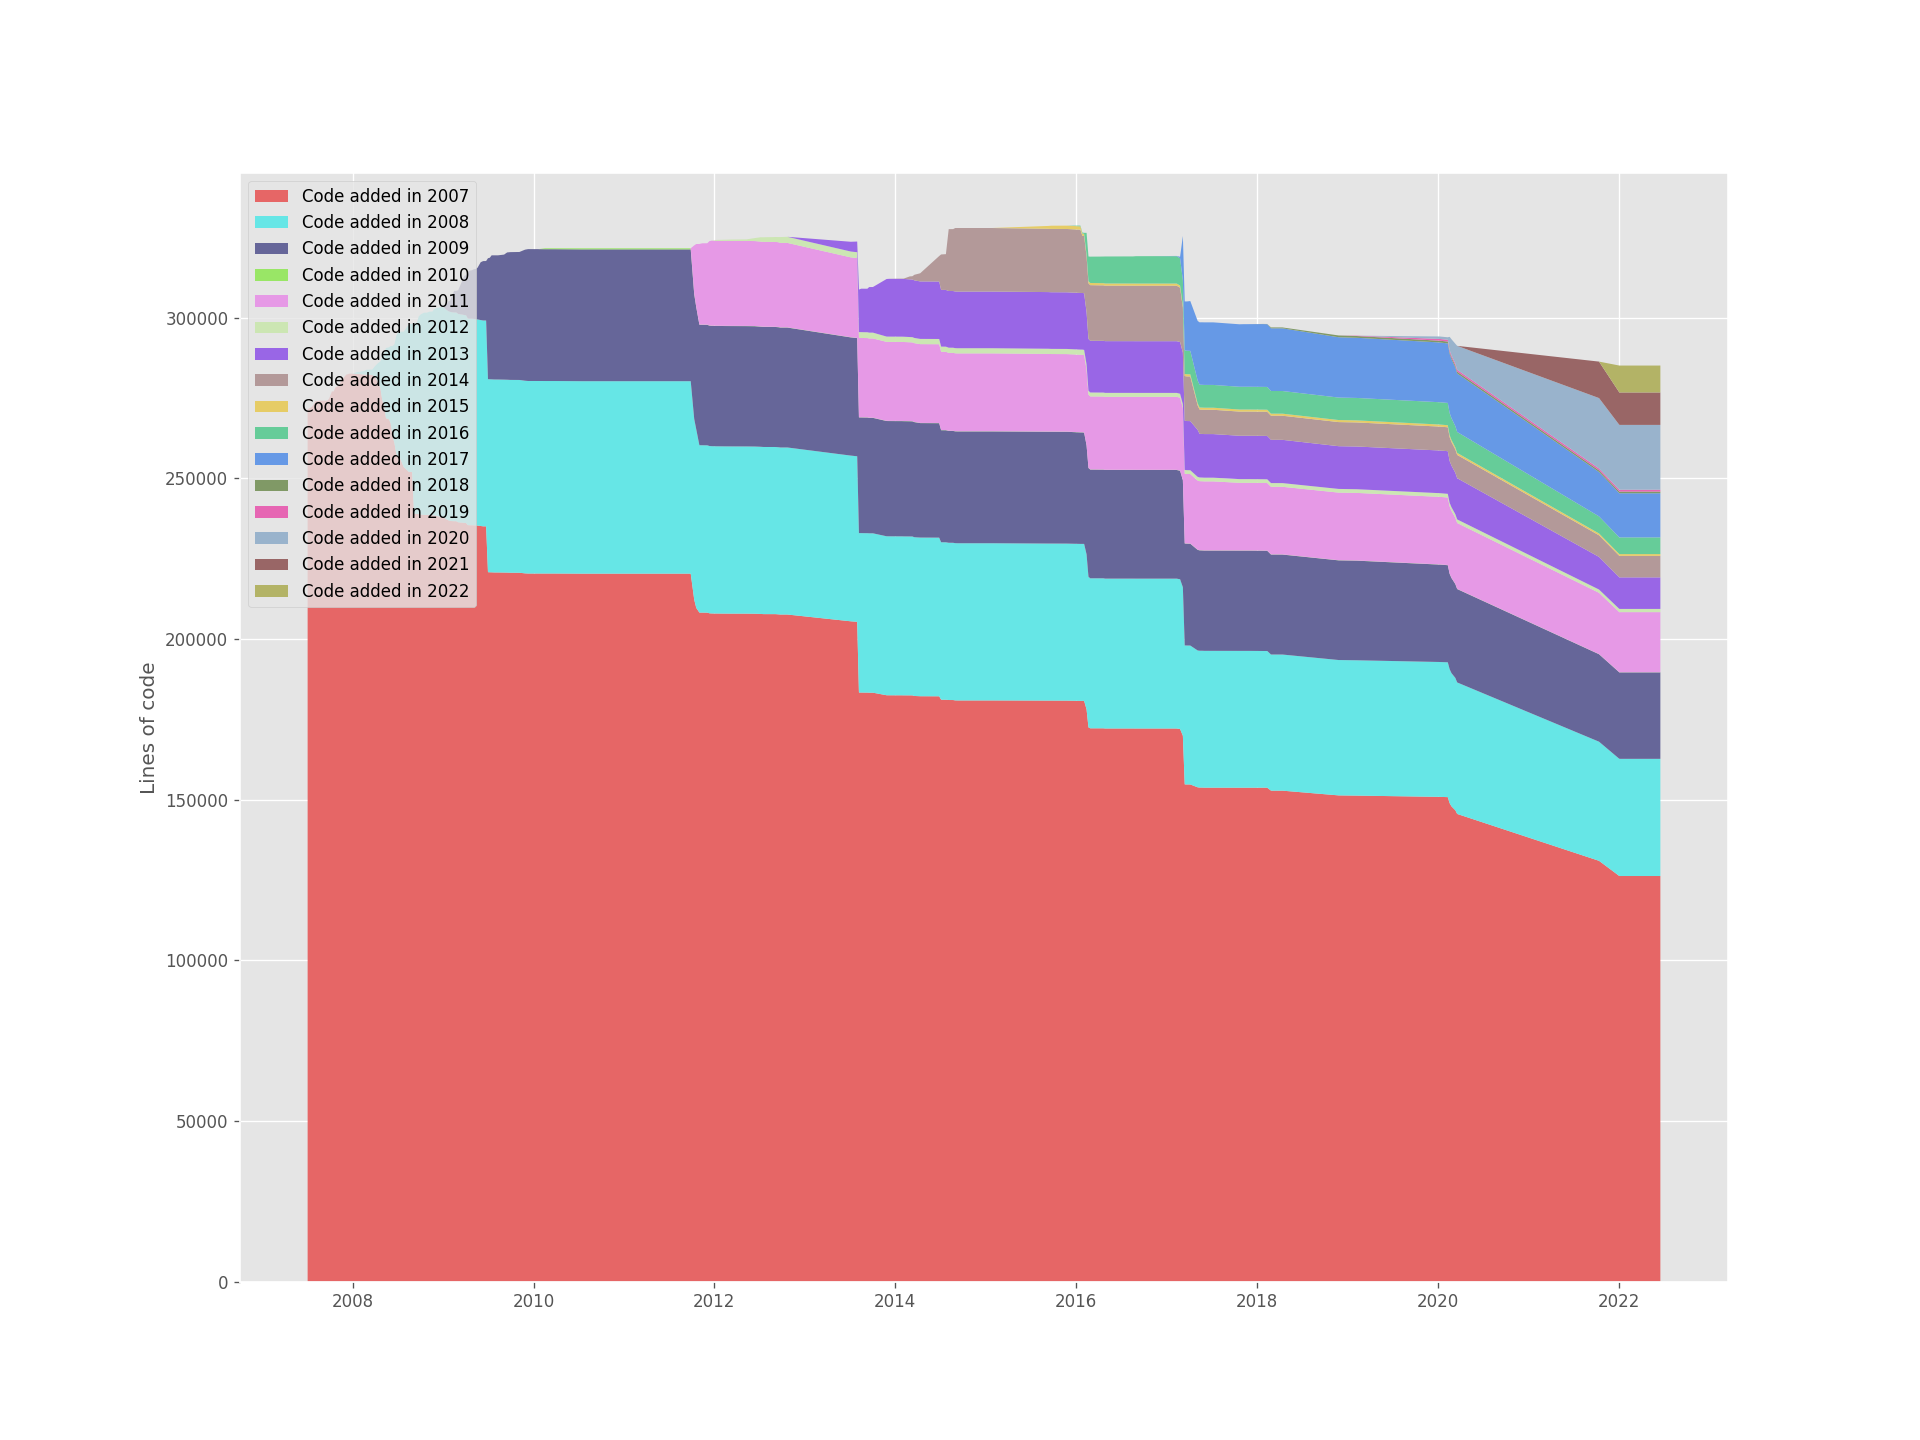 Code added in 2007
Code added in 2008
Code added in 2009
Code added in 2010
Code added in 2011
Code added in 2012
Code added in 2013
Code added in 2014
Code added in 2015
Code added in 2016
Code added in 2017
Code added in 2018
Code added in 2019
Code added in 2020
Code added in 2021
Code added in 2022
Lines of code
300000
250000
200000
150000
100000
50000
0
2008 2010 2012 2014 2016 2018 2020 2022